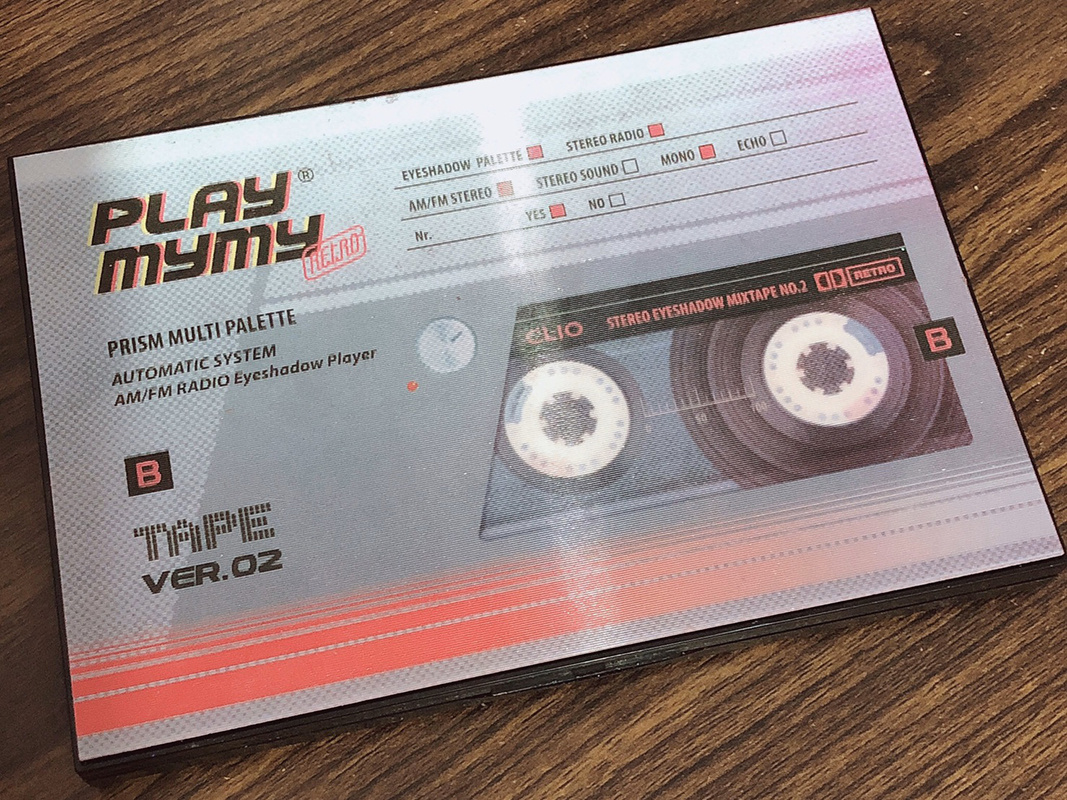 PLAY
MYMY ®
RETRO
EYESHADOW PALETTE STEREO RADIO
AM/FM STEREO STEREO SOUND MONO ECHO
Nr. YES NO
PRISM MULTI PALETTE
AUTOMATIC SYSTEM
AM/FM RADIO Eyeshadow Player
CLIO STEREO EYESHADOW MIXTAPE NO.2 RETRO
B
B
TAPE
VER.02